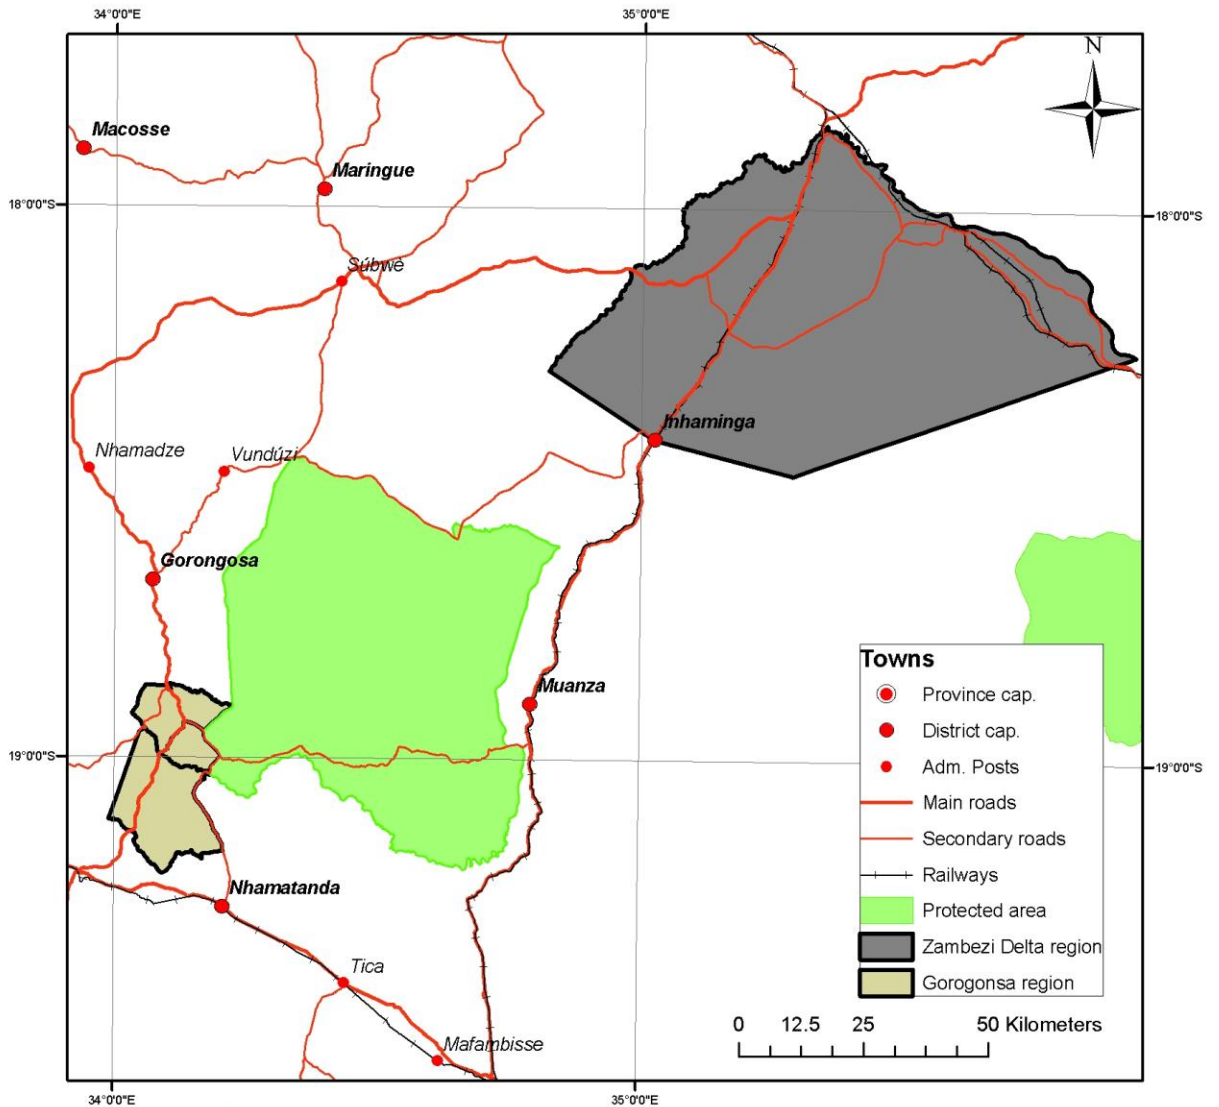 34°0'0"E
35°0'0"E
N
Macosse
Maringue
18°0'0"S
18°0'0"S
Súbwè
Inhaminga
Nhamadze
Vundúzi
Gorongosa
Towns
Muanza
Province cap.
District cap.
19°0'0"S
19°0'0"S
Adm. Posts
Main roads
Secondary roads
Railways
Nhamatanda
Protected area
Zambezi Delta region
Tica
Gorogonsa region
0 12.5 25 50 Kilometers
Mafambisse
34°0'0"E
35°0'0"E